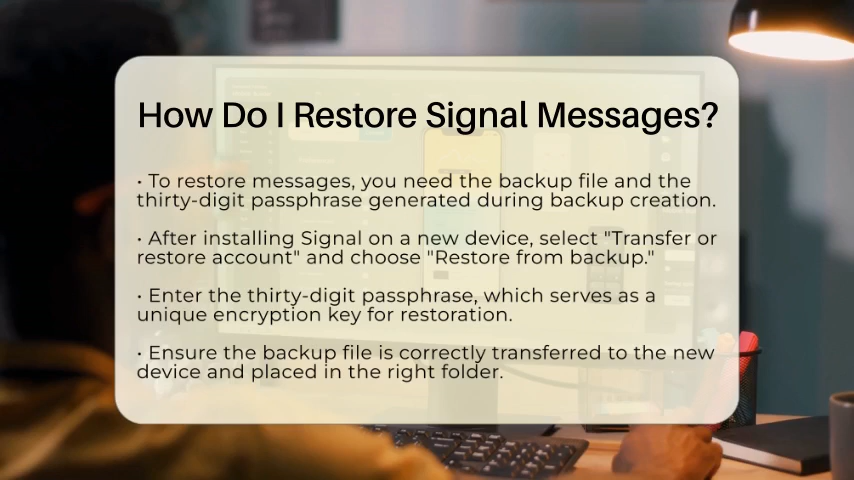 How Do I Restore Signal Messages?
• To restore messages, you need the backup file and the
thirty-digit passphrase generated during backup creation.
• After installing Signal on a new device, select "Transfer or
restore account" and choose "Restore from backup."
• Enter the thirty-digit passphrase, which serves as a
unique encryption key for restoration.
• Ensure the backup file is correctly transferred to the new
device and placed in the right folder.